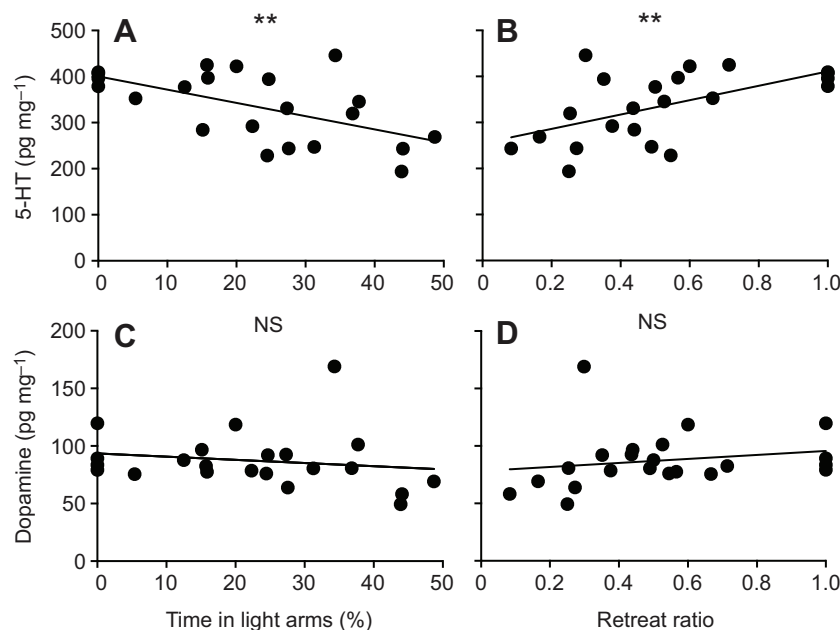 A
**
B
**
500
400
300
200
100
0
5-HT (pg mg–1)
0 10 20 30 40 50
0 0.2 0.4 0.6 0.8 1.0
C
NS
D
NS
200
150
100
50
0
Dopamine (pg mg–1)
0 10 20 30 40 50
0 0.2 0.4 0.6 0.8 1.0
Time in light arms (%)
Retreat ratio